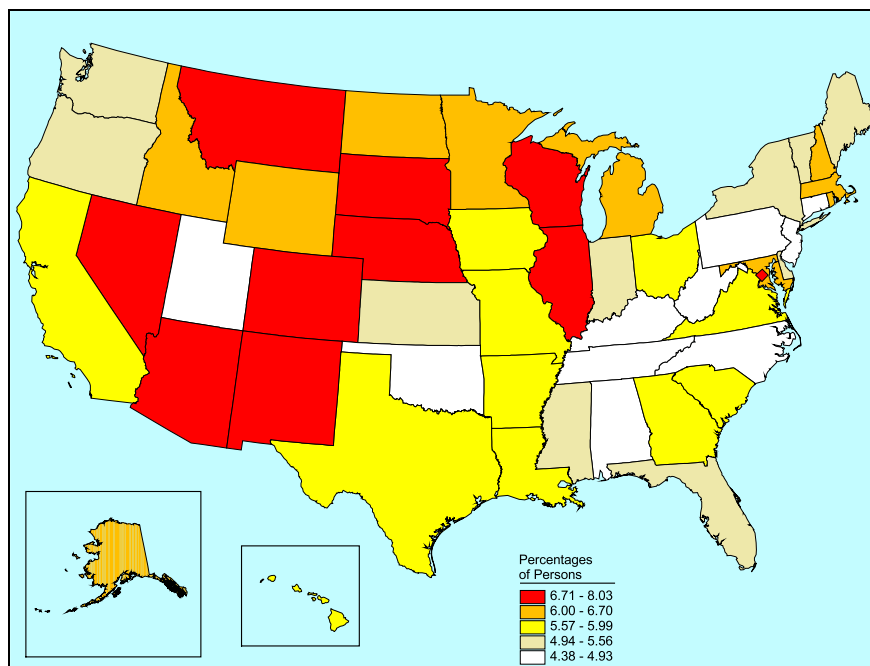 Percentages
of Persons
6.71 - 8.03
6.00 - 6.70
5.57 - 5.99
4.94 - 5.56
4.38 - 4.93